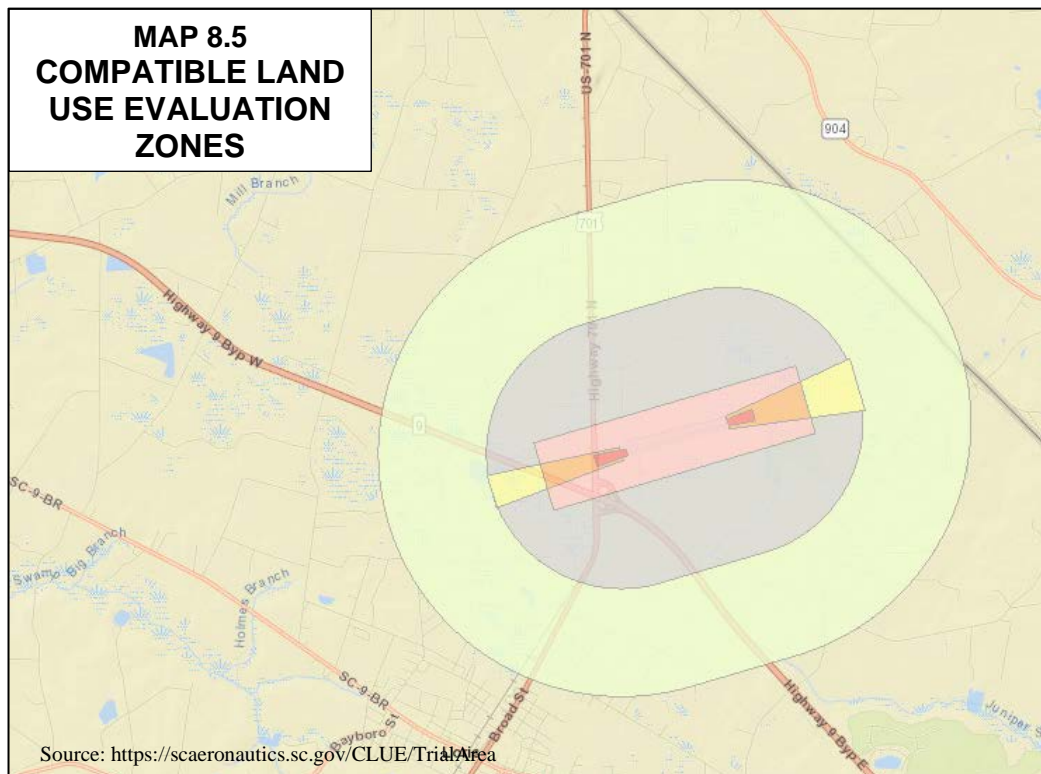 MAP 8.5
COMPATIBLE LAND
USE EVALUATION
ZONES
US-701 N
904
Mill Branch
701
Highway 9 Byp W
Highway 701 N
9
SC-9-BR
Big Branch
Swamp
Holmes Branch
SC-9-BR
Broad St
Bayboro St
Highway 9 Byp E
Juniper S
Source: https://scaeronautics.sc.gov/CLUE/TrialArea